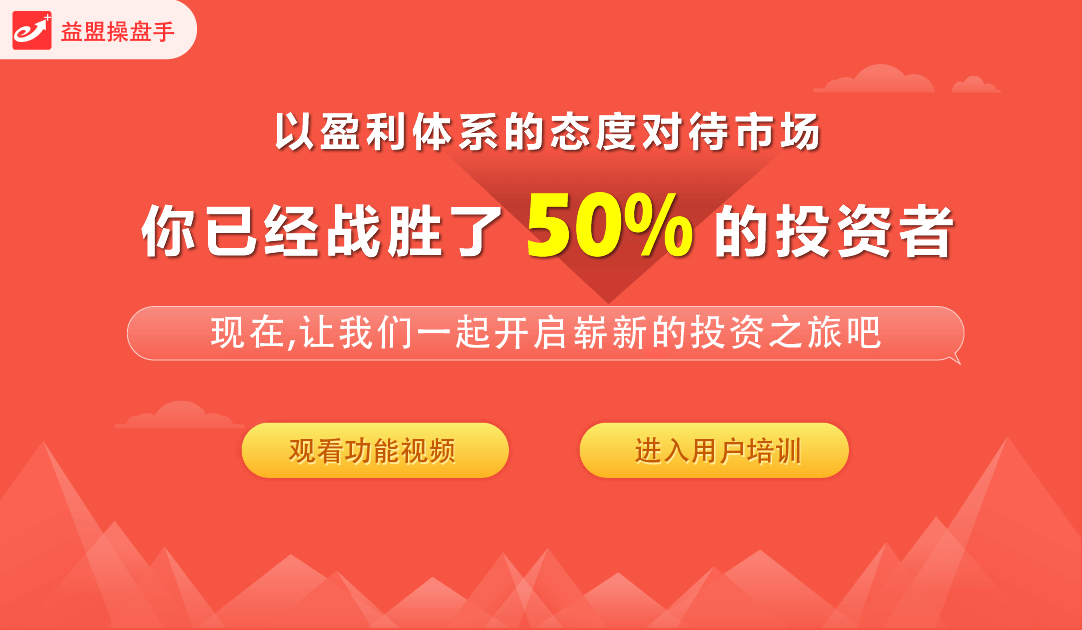 益盟操盘手
以盈利体系的态度对待市场
你已经战胜了 50% 的投资者
现在,让我们一起开启崭新的投资之旅吧
观看功能视频 进入用户培训